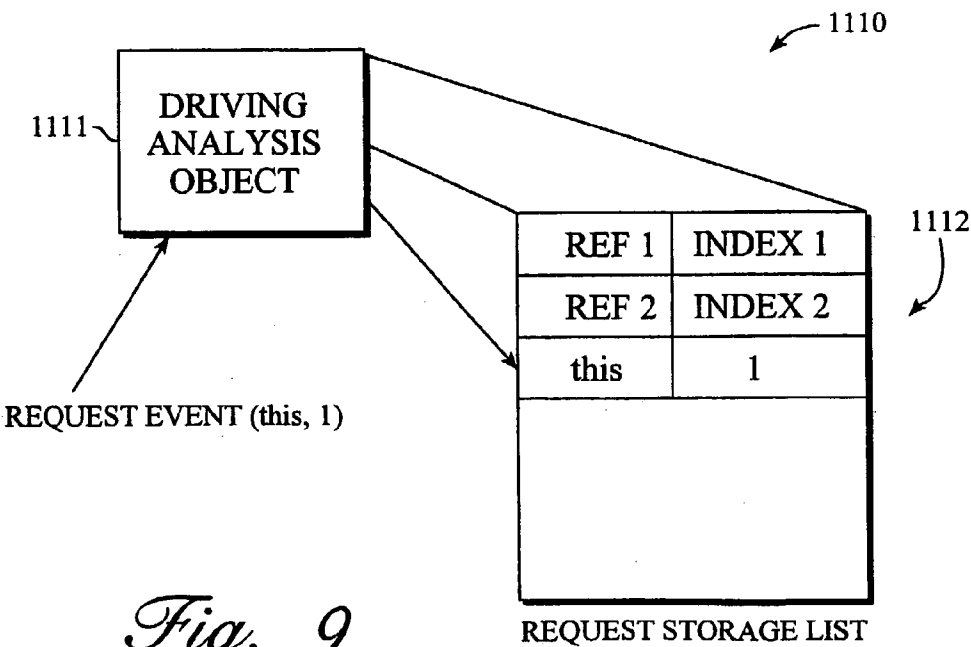 1110
DRIVING
ANALYSIS
OBJECT
1111
1112
REF 1 INDEX 1
REF 2 INDEX 2
this 1
REQUEST EVENT (this, 1)
Fig. 9
REQUEST STORAGE LIST